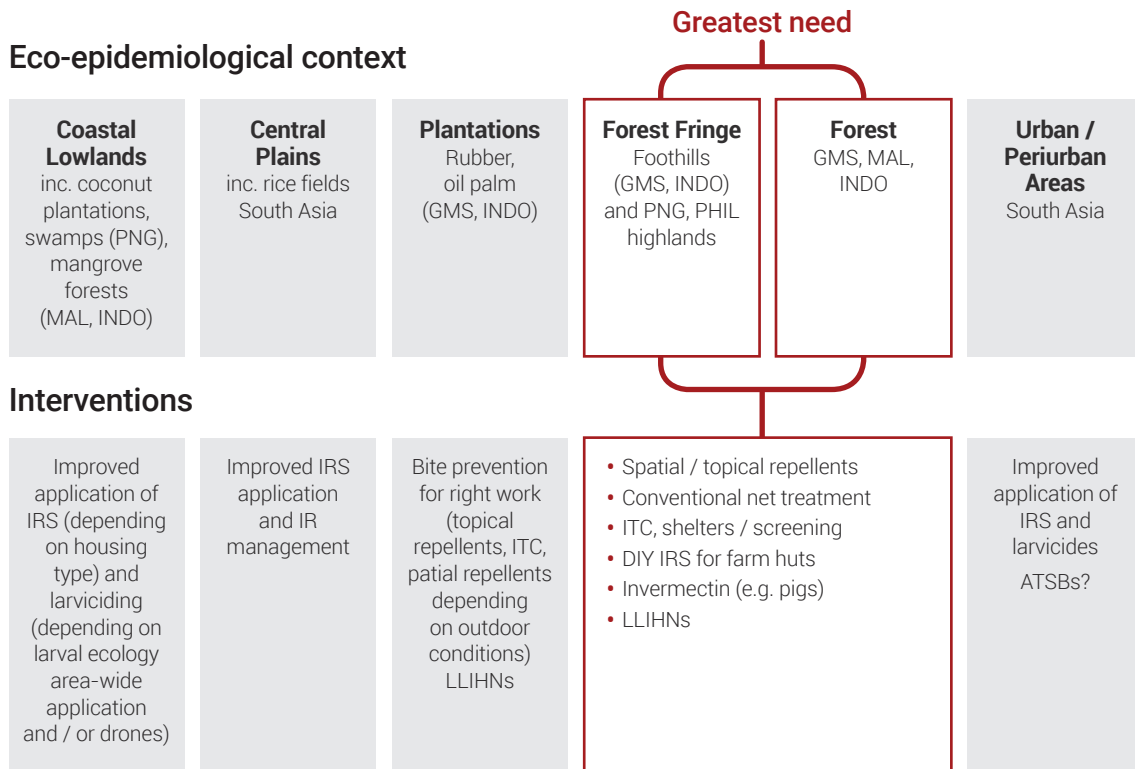 Greatest need
Eco-epidemiological context
Coastal
Lowlands
inc. coconut
plantations,
swamps (PNG),
mangrove
forests
(MAL, INDO)
Central
Plains
inc. rice fields
South Asia
Plantations
Rubber,
oil palm
(GMS, INDO)
Forest Fringe
Foothills
(GMS, INDO)
and PNG, PHIL
highlands
Forest
GMS, MAL,
INDO
Urban /
Periurban
Areas
South Asia
Interventions
Improved
application of
IRS (depending
on housing
type) and
larviciding
(depending on
larval ecology
area-wide
application
and / or drones)
Improved IRS
application
and IR
management
Bite prevention
for right work
(topical
repellents, ITC,
patial repellents
depending
on outdoor
conditions)
LLIHNs
• Spatial / topical repellents
• Conventional net treatment
• ITC, shelters / screening
• DIY IRS for farm huts
• Invermectin (e.g. pigs)
• LLIHNs
Improved
application of
IRS and
larvicides
ATSBs?